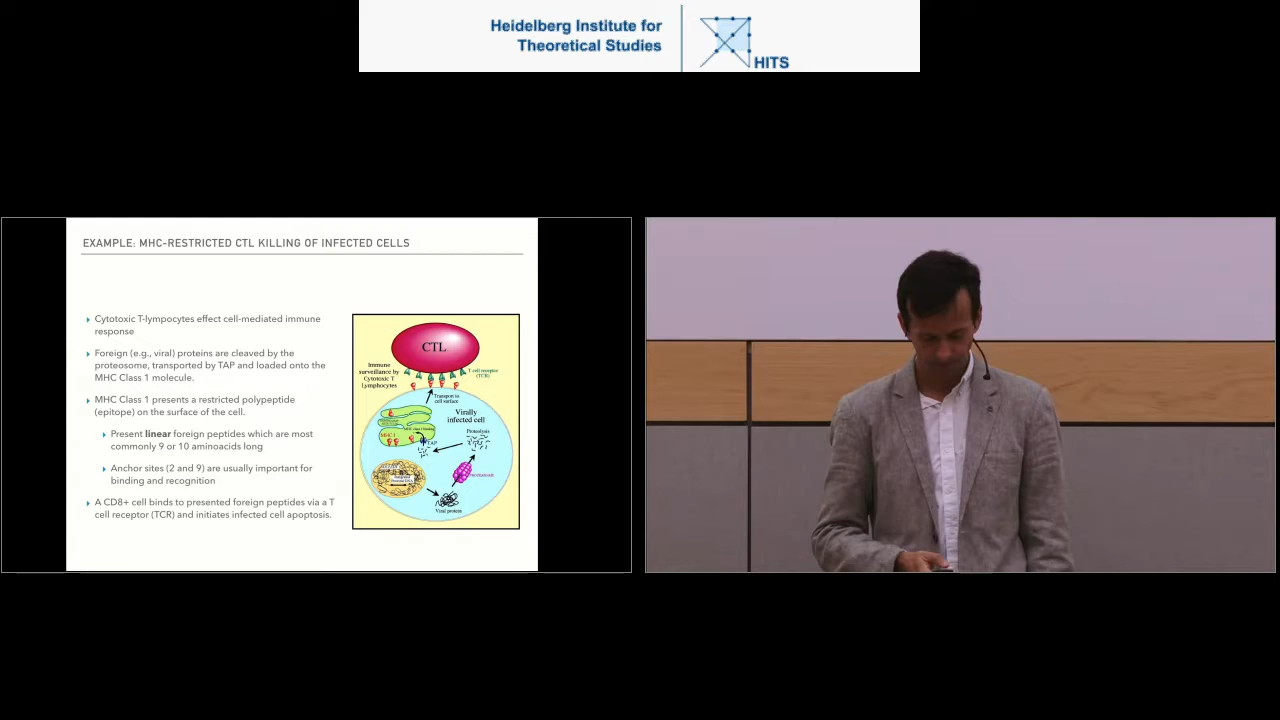 Heidelberg Institute for
Theoretical Studies
HITS
EXAMPLE: MHC-RESTRICTED CTL KILLING OF INFECTED CELLS
Cytotoxic T-lympocytes effect cell-mediated immune
response
Foreign (e.g., viral) proteins are cleaved by the
proteosome, transported by TAP and loaded onto the
MHC Class 1 molecule.
MHC Class 1 presents a restricted polypeptide
(epitope) on the surface of the cell.
Present linear foreign peptides which are most
commonly 9 or 10 aminoacids long
Anchor sites (2 and 9) are usually important for
binding and recognition
A CD8+ cell binds to presented foreign peptides via a T
cell receptor (TCR) and initiates infected cell apoptosis.
CTL
Immune
surveillance by
Cytotoxic T
Lymphocytes
T cell receptor
(TCR)
Transport to
cell surface
Virally
infected cell
MHC I
TAP
Proteolysis
Viral protein